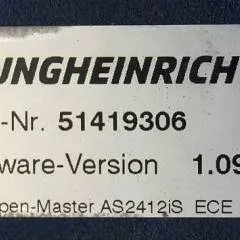 UNGHEINRICH
-Nr. 51419306
ware-Version 1.09
pen-Master AS2412iS ECE